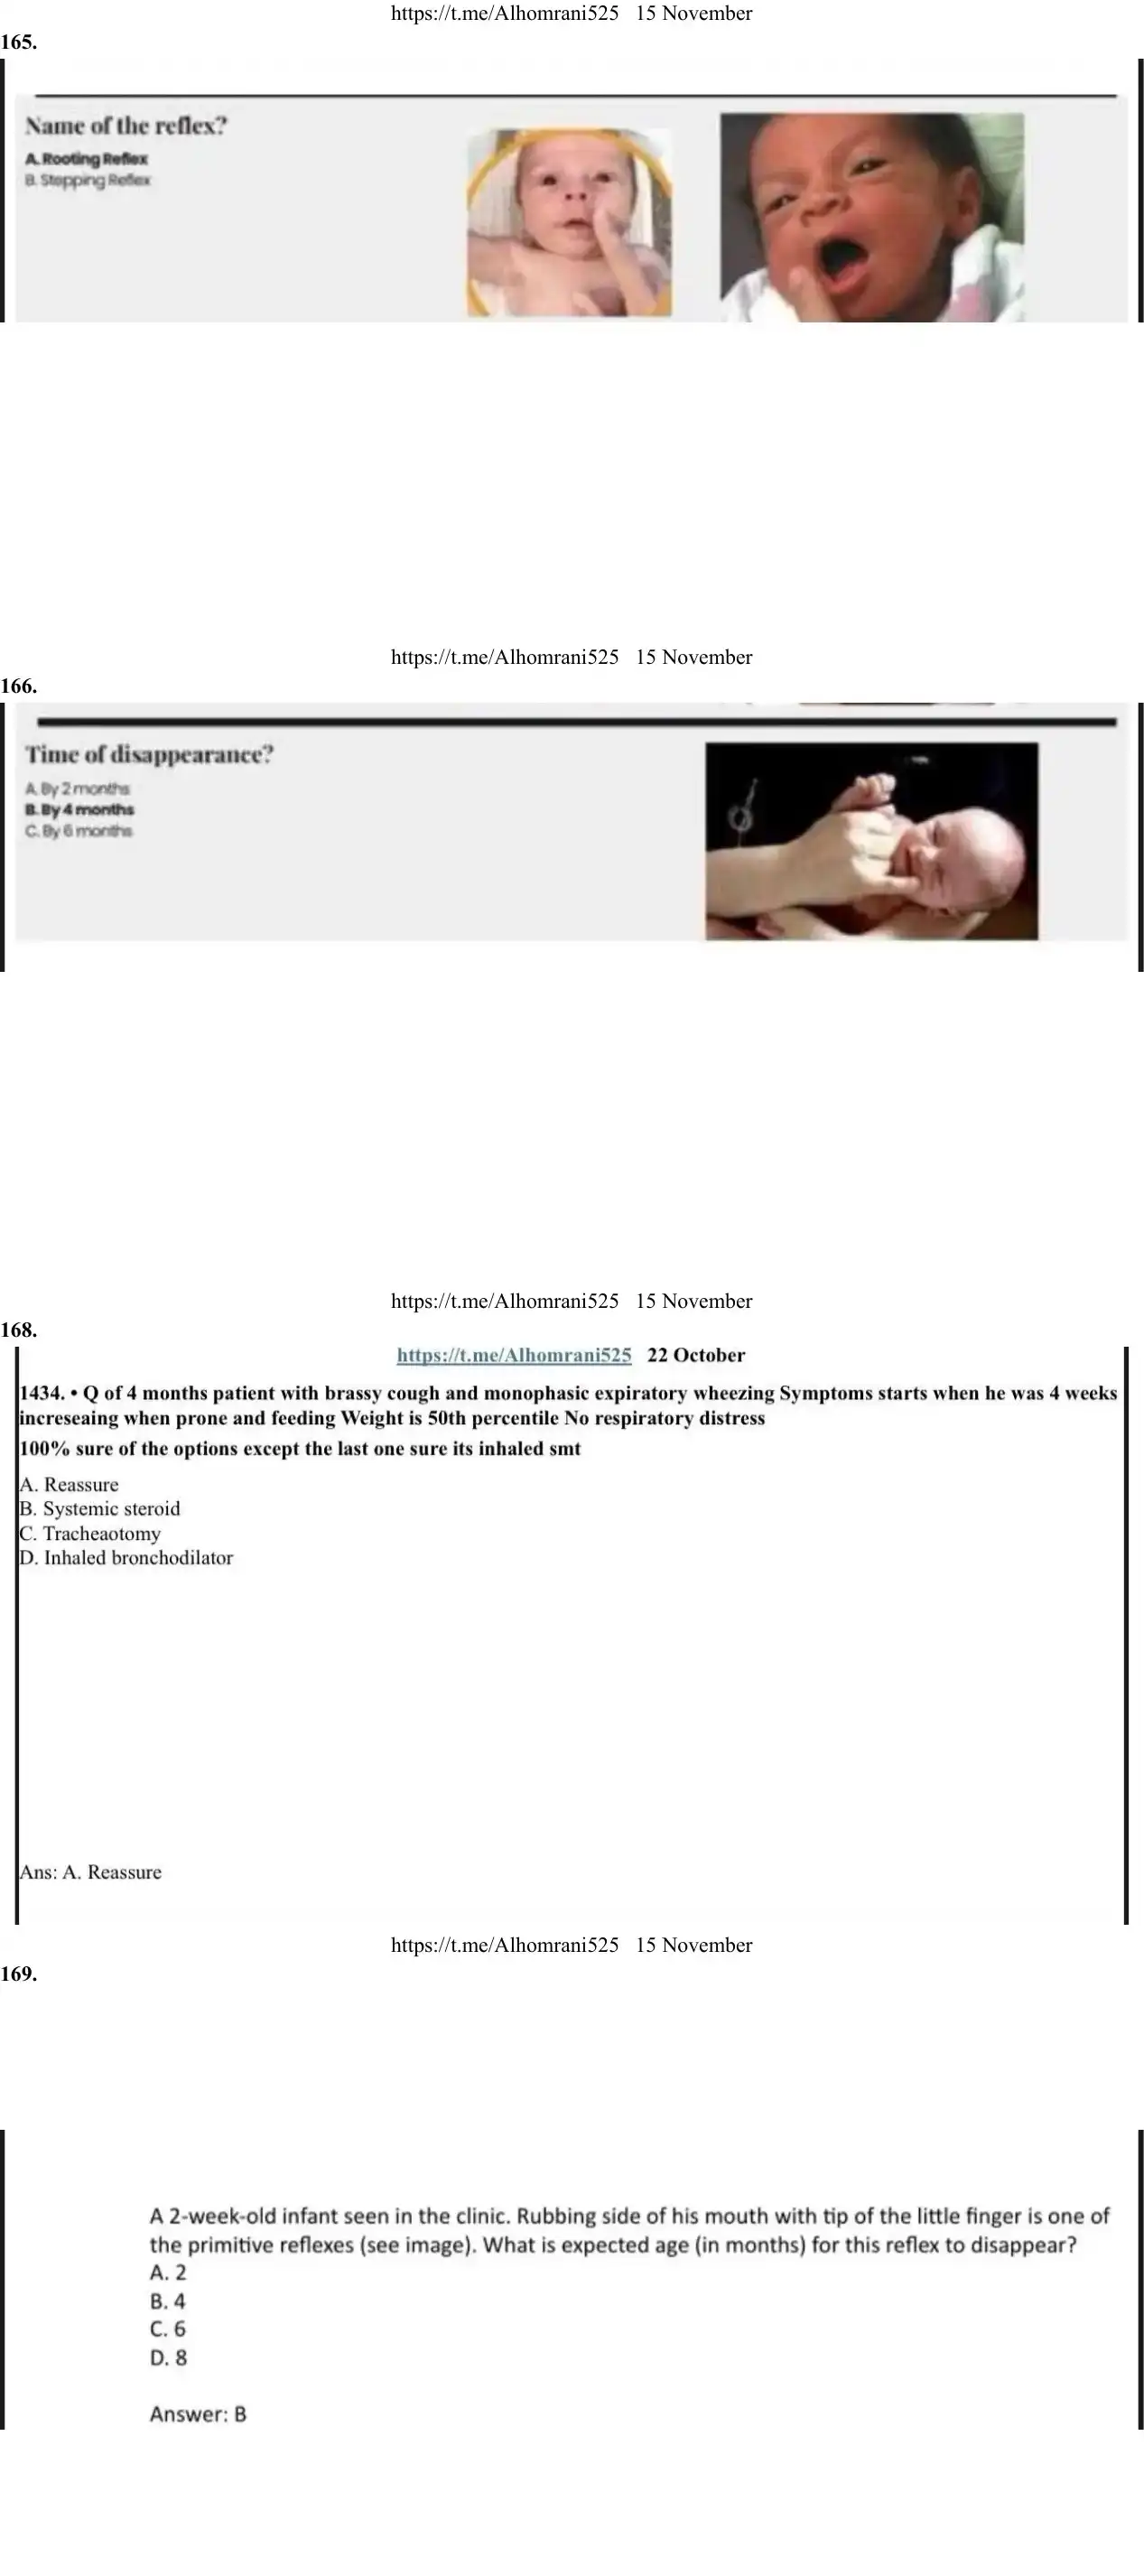 https://t.me/Alhomrani525 15 November
165.
Name of the reflex?
A. Rooting Reflex
B. Stepping Reflex
https://t.me/Alhomrani525 15 November
166.
Time of disappearance?
A. By 2 months
B. By 4 months
C. By 6 months
https://t.me/Alhomrani525 15 November
168.
https://t.me/Alhomrani525 22 October
1434. • Q of 4 months patient with brassy cough and monophasic expiratory wheezing Symptoms starts when he was 4 weeks
increseaing when prone and feeding Weight is 50th percentile No respiratory distress
100% sure of the options except the last one sure its inhaled smt
A. Reassure
B. Systemic steroid
C. Tracheaotomy
D. Inhaled bronchodilator
Ans: A. Reassure
https://t.me/Alhomrani525 15 November
169.
A 2-week-old infant seen in the clinic. Rubbing side of his mouth with tip of the little finger is one of
the primitive reflexes (see image). What is expected age (in months) for this reflex to disappear?
A. 2
B. 4
C. 6
D. 8
Answer: B